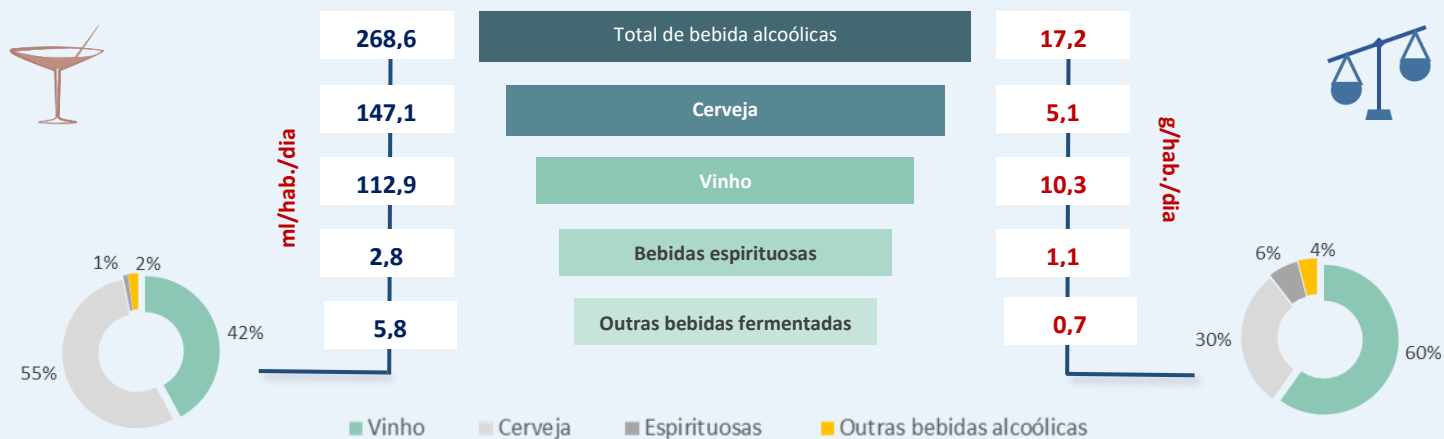 268,6
Total de bebida alcoólicas
17,2
147,1
Cerveja
5,1
ml/hab./dia
g/hab./dia
112,9
Vinho
10,3
2,8
Bebidas espirituosas
1,1
5,8
Outras bebidas fermentadas
0,7
1%
2%
42%
55%
6%
4%
30%
60%
Vinho
Cerveja
Espirituosas
Outras bebidas alcoólicas